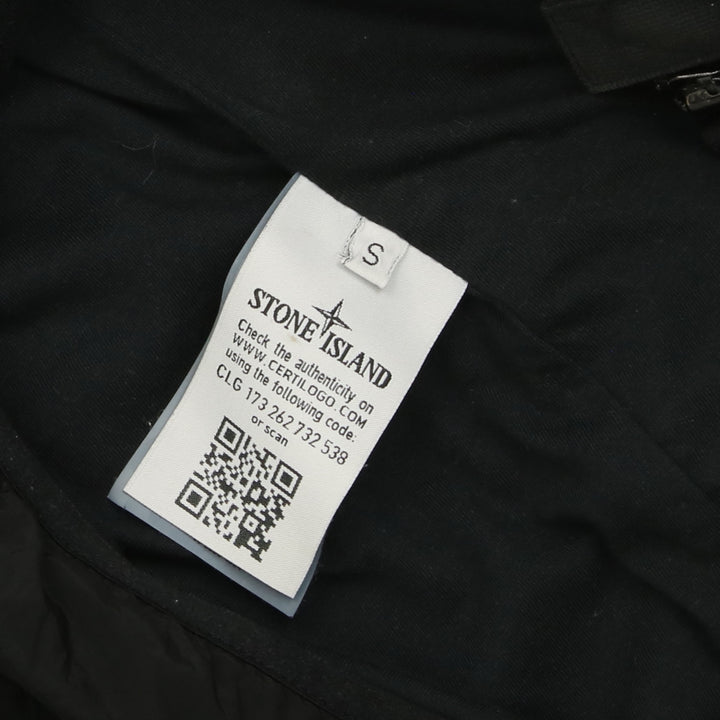 S
STONE ISLAND
Check the authenticity on
WWW.CERTILOGO.COM
using the following code:
CLG 173 262 732 538
or scan